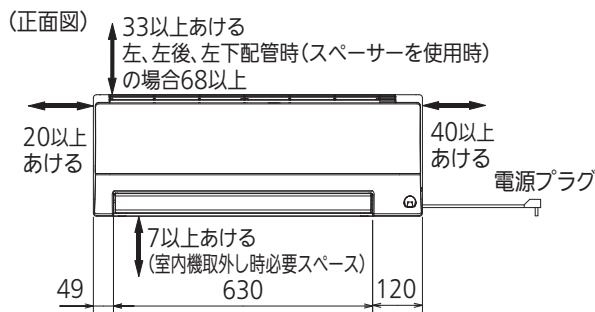 (正面図)
33以上あける
左、左後、左下配管時(スペーサーを使用時)
の場合68以上
20以上
あける
40以上
あける
電源プラグ
7以上あける
(室内機取外し時必要スペース)
49
630
120